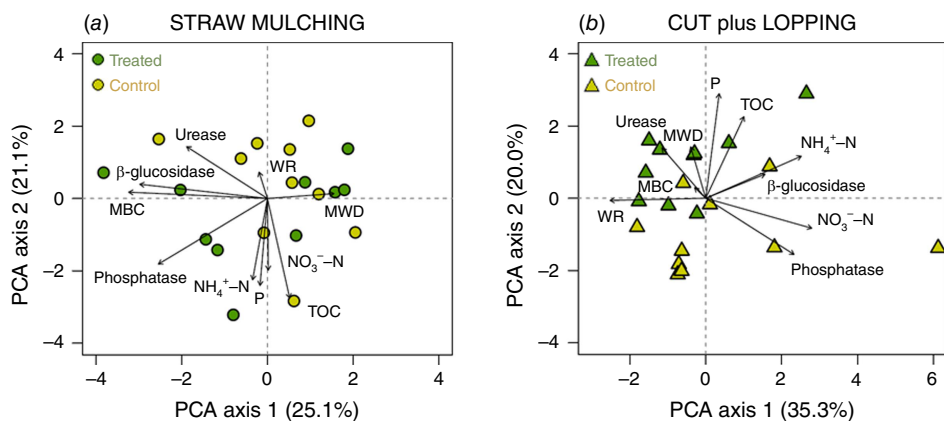 (a) STRAW MULCHING
PCA axis 2 (21.1%)
4
2
0
−2
−4
Treated
Control
Urease
WR
β-glucosidase
MBC
MWD
Phosphatase
NH4+–N
P
NO3−–N
TOC
−4 −2 0 2 4
PCA axis 1 (25.1%)
(b) CUT plus LOPPING
PCA axis 2 (20.0%)
4
2
0
−2
−4
Treated
Control
P
TOC
Urease
MWD
NH4+–N
MBC
β-glucosidase
WR
NO3−–N
Phosphatase
−2 0 2 4 6
PCA axis 1 (35.3%)